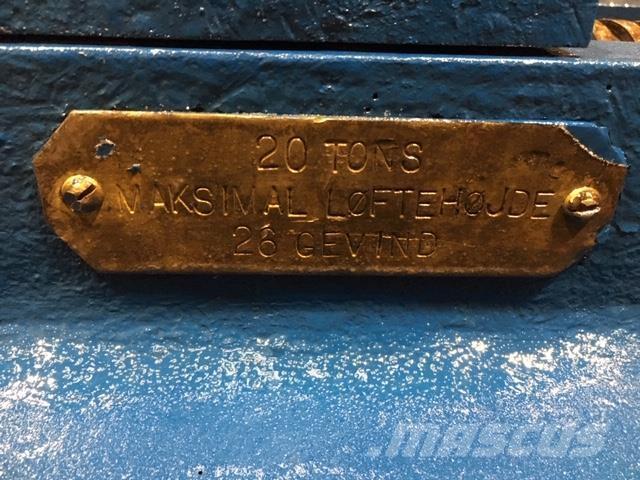 20 TONS
MAKSIMAL LØFTEHØJDE
26 GEVIND
mascus